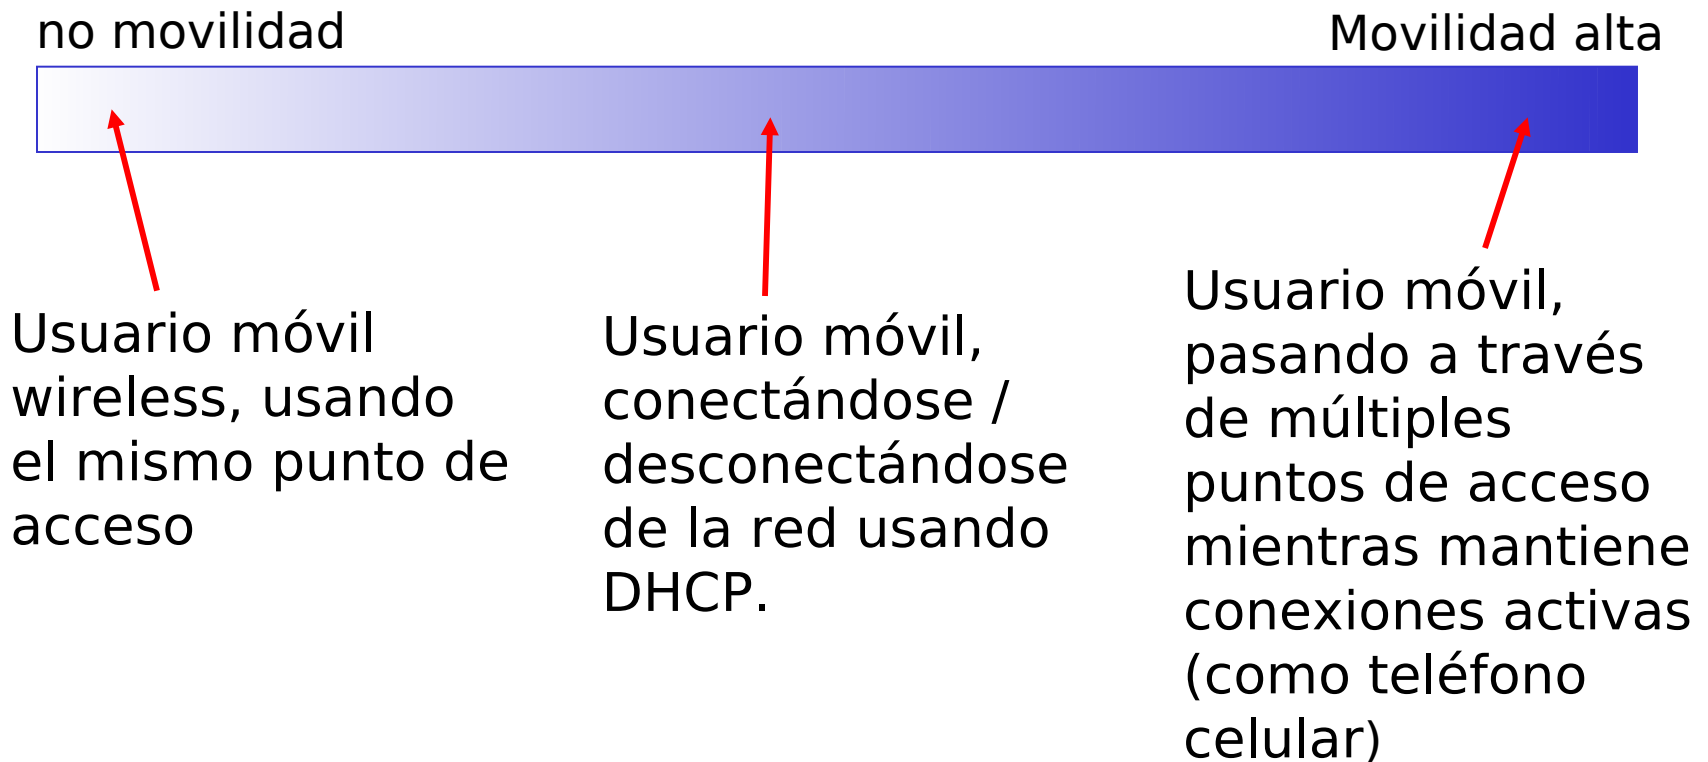 no movilidad
Movilidad alta
Usuario móvil
wireless, usando
el mismo punto de
acceso
Usuario móvil,
conectándose /
desconectándose
de la red usando
DHCP.
Usuario móvil,
pasando a través
de múltiples
puntos de acceso
mientras mantiene
conexiones activas
(como teléfono
celular)